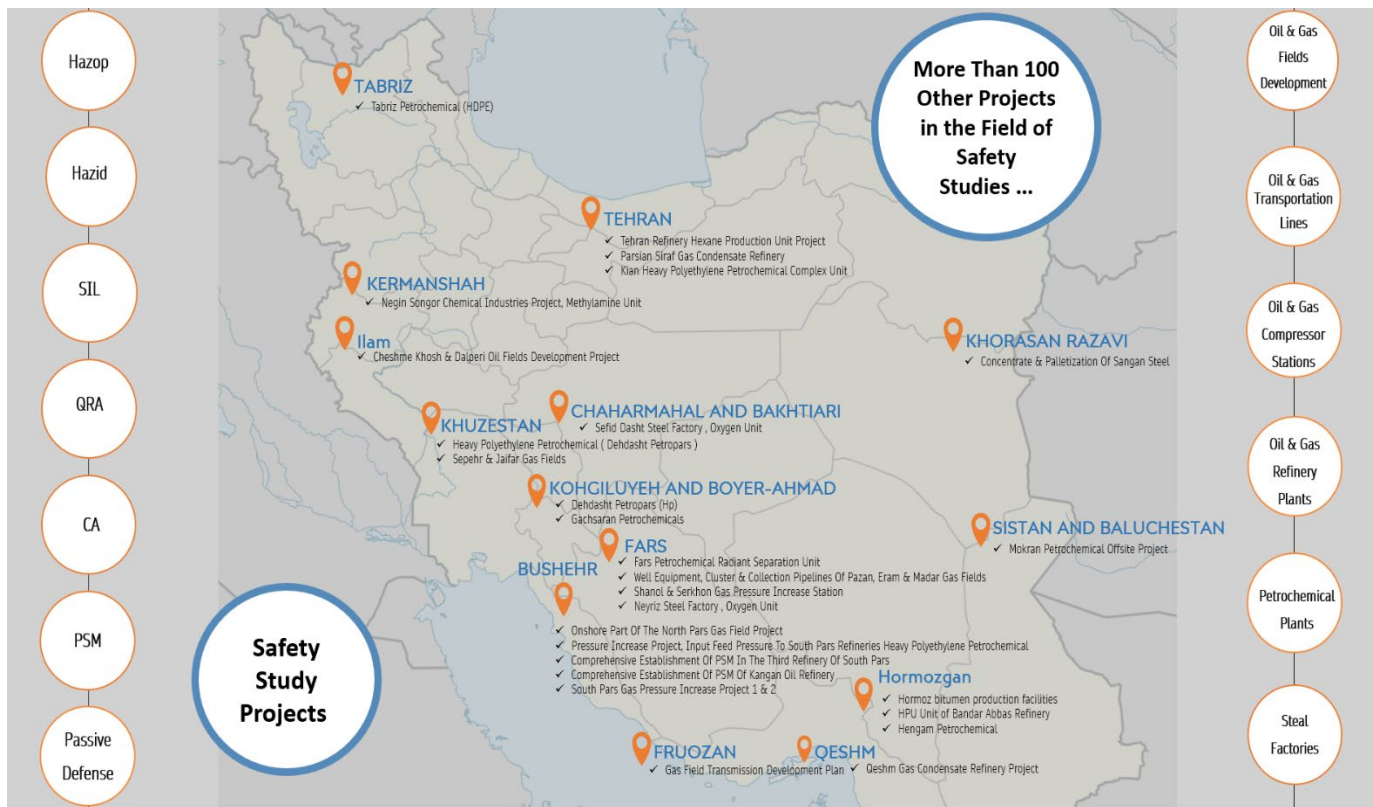 Hazop
Hazid
SIL
QRA
CA
PSM
Passive
Defense
TABRIZ
✓ Tabriz Petrochemical (HDPE)
More Than 100
Other Projects
in the Field of
Safety
Studies ...
TEHRAN
✓ Tehran Refinery Hexane Production Unit Project
✓ Parsian Siraf Gas Condensate Refinery
✓ Kian Heavy Polyethylene Petrochemical Complex Unit
KERMANSHAH
✓ Negin Songor Chemical Industries Project, Methylamine Unit
Ilam
✓ Cheshme Khosh & Dalperi Oil Fields Development Project
KHORASAN RAZAVI
✓ Concentrate & Palletization Of Sangan Steel
CHAHARMAHAL AND BAKHTIARI
✓ Sefid Dasht Steel Factory , Oxygen Unit
KHUZESTAN
✓ Heavy Polyethylene Petrochemical ( Dehdasht Petropars )
✓ Sepehr & Jaifar Gas Fields
KOHGILUYEH AND BOYER-AHMAD
✓ Dehdasht Petropars (Hp)
✓ Gachsaran Petrochemicals
SISTAN AND BALUCHESTAN
✓ Mokran Petrochemical Offsite Project
FARS
✓ Fars Petrochemical Radiant Separation Unit
✓ Well Equipment, Cluster & Collection Pipelines Of Pazan, Eram & Madar Gas Fields
✓ Shanol & Serkhon Gas Pressure Increase Station
✓ Neyriz Steel Factory , Oxygen Unit
BUSHEHR
✓ Onshore Part Of The North Pars Gas Field Project
✓ Pressure Increase Project, Input Feed Pressure To South Pars Refineries Heavy Polyethylene Petrochemical
✓ Comprehensive Establishment Of PSM In The Third Refinery Of South Pars
✓ Comprehensive Establishment Of PSM Of Kangan Oil Refinery
✓ South Pars Gas Pressure Increase Project 1 & 2
Safety
Study
Projects
Hormozgan
✓ Hormoz bitumen production facilities
✓ HPU Unit of Bandar Abbas Refinery
✓ Hengam Petrochemical
FRUOZAN
✓ Gas Field Transmission Development Plan
QESHM
✓ Qeshm Gas Condensate Refinery Project
Oil & Gas
Fields
Development
Oil & Gas
Transportation
Lines
Oil & Gas
Compressor
Stations
Oil & Gas
Refinery
Plants
Petrochemical
Plants
Steal
Factories